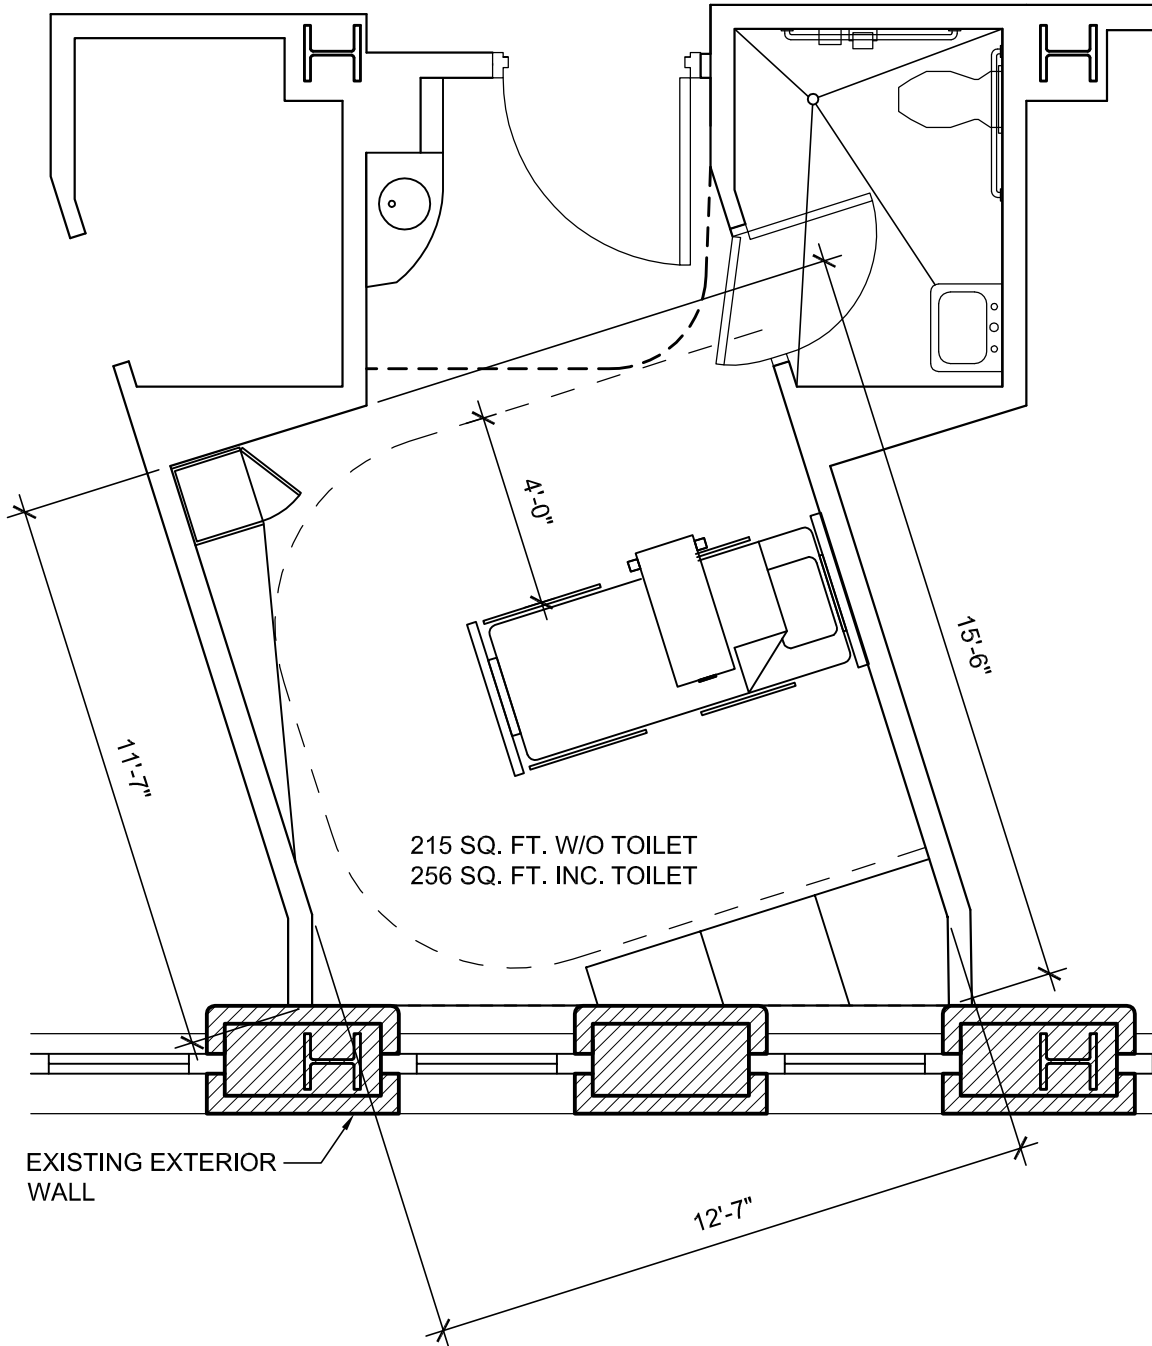 4'-0"
15'-6"
11'-7"
215 SQ. FT. W/O TOILET
256 SQ. FT. INC. TOILET
EXISTING EXTERIOR
WALL
12'-7"